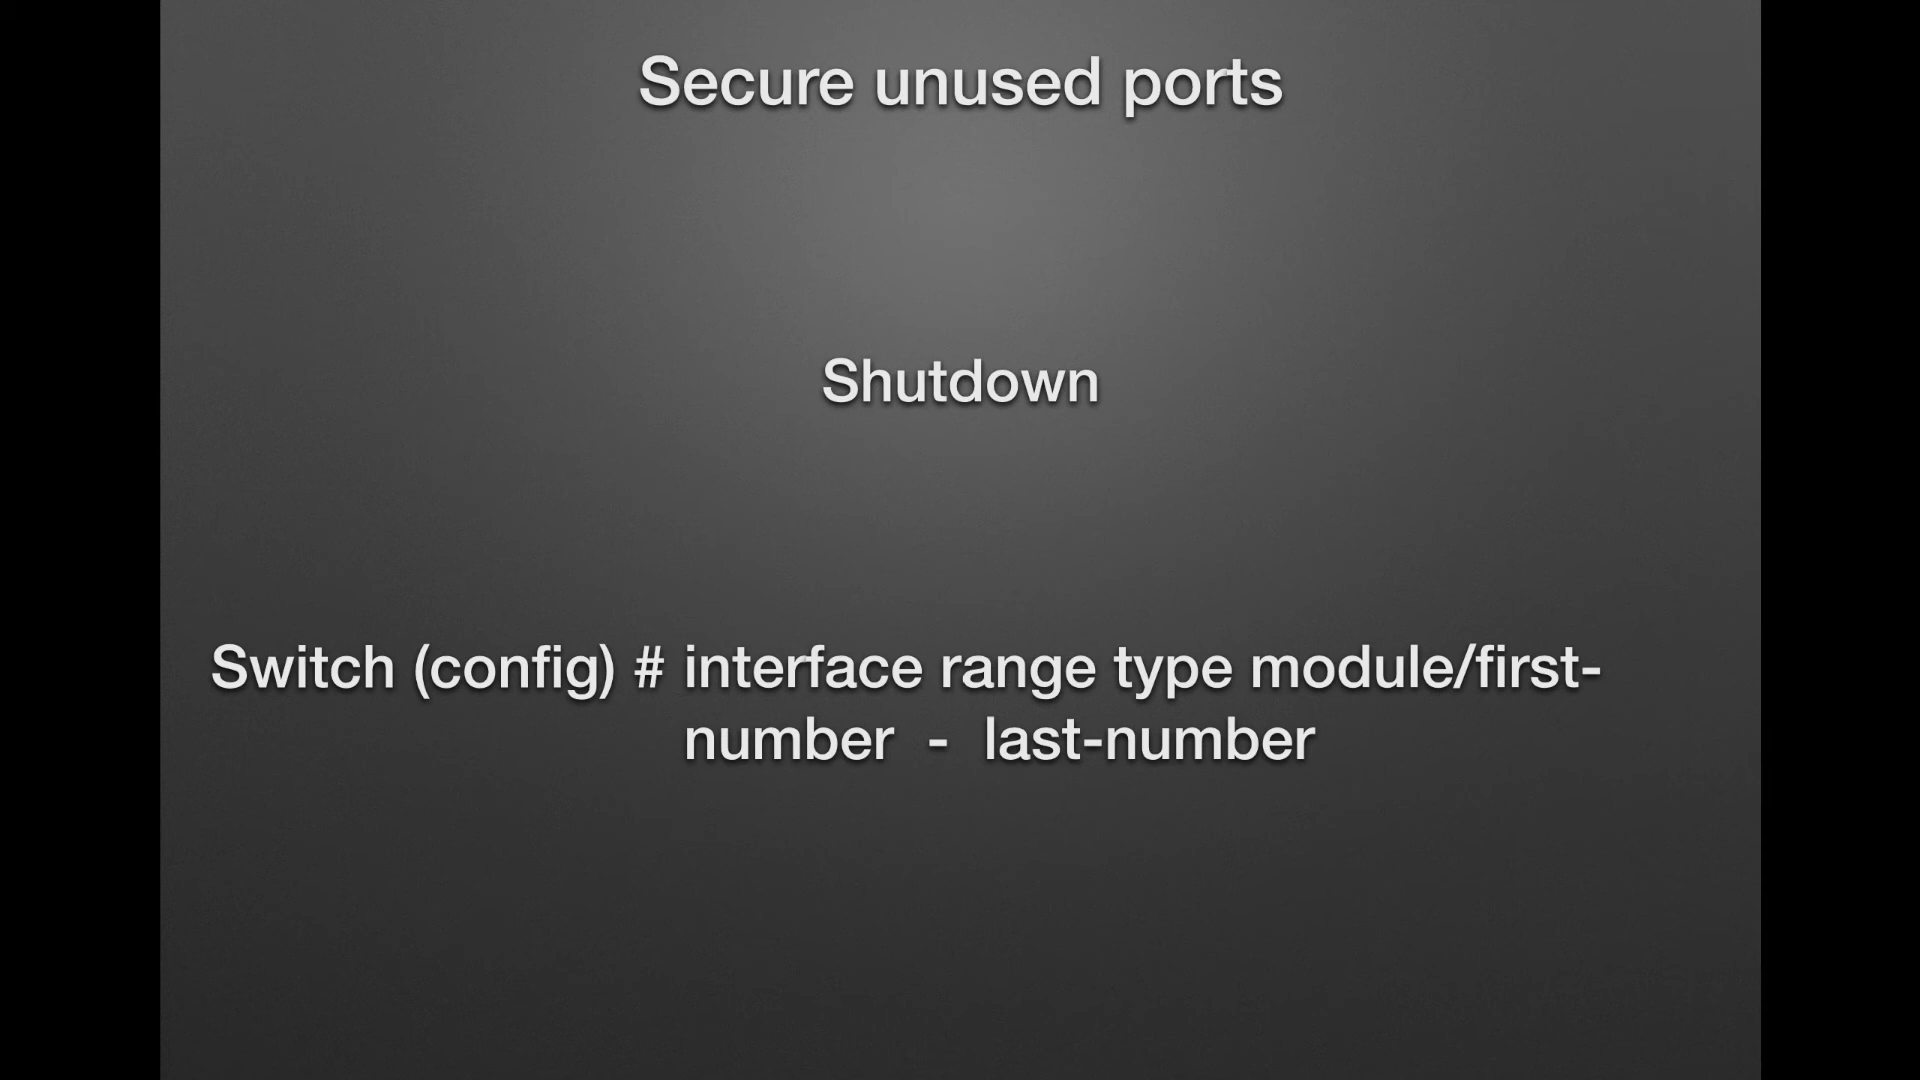 Secure unused ports
Shutdown
Switch (config) # interface range type module/first-
number - last-number